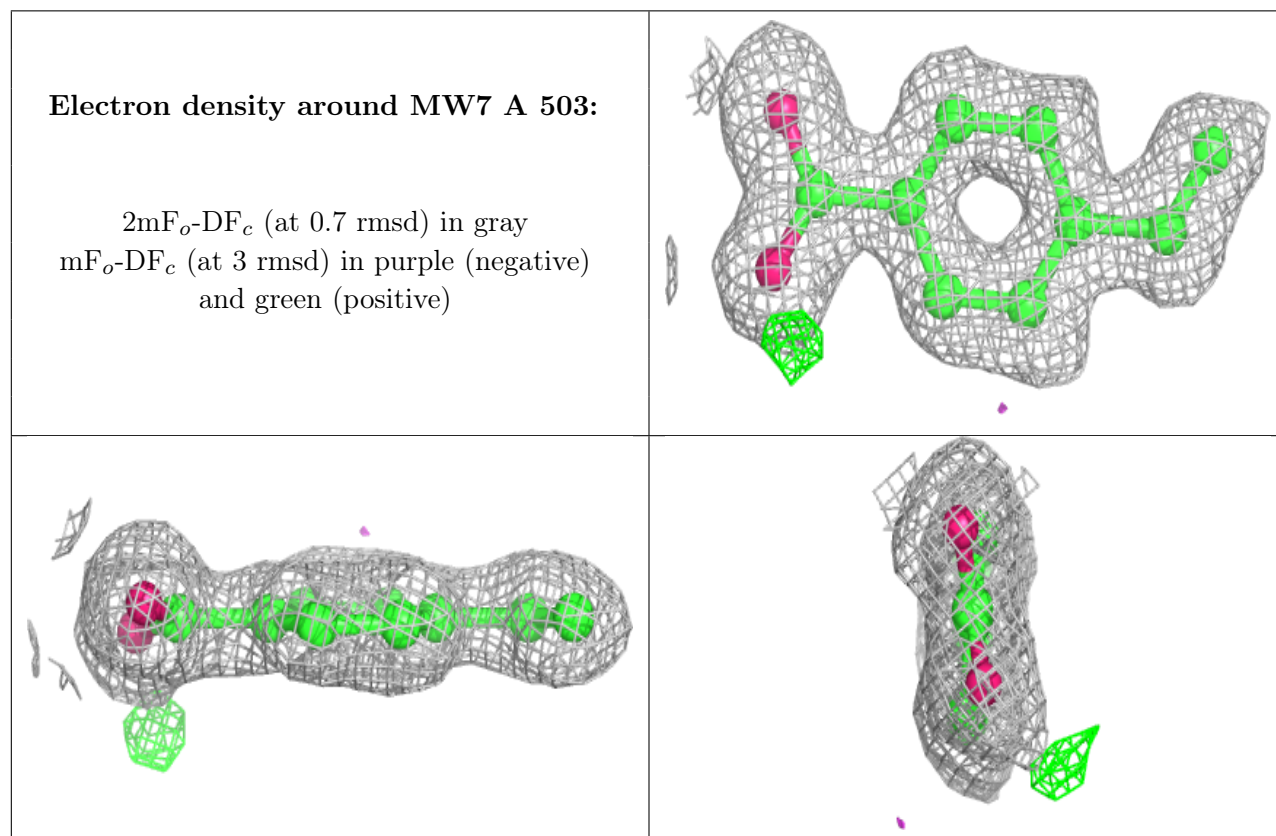 Electron density around MW7 A 503:
2mFₒ-DF𝒸 (at 0.7 rmsd) in gray
mFₒ-DF𝒸 (at 3 rmsd) in purple (negative)
and green (positive)